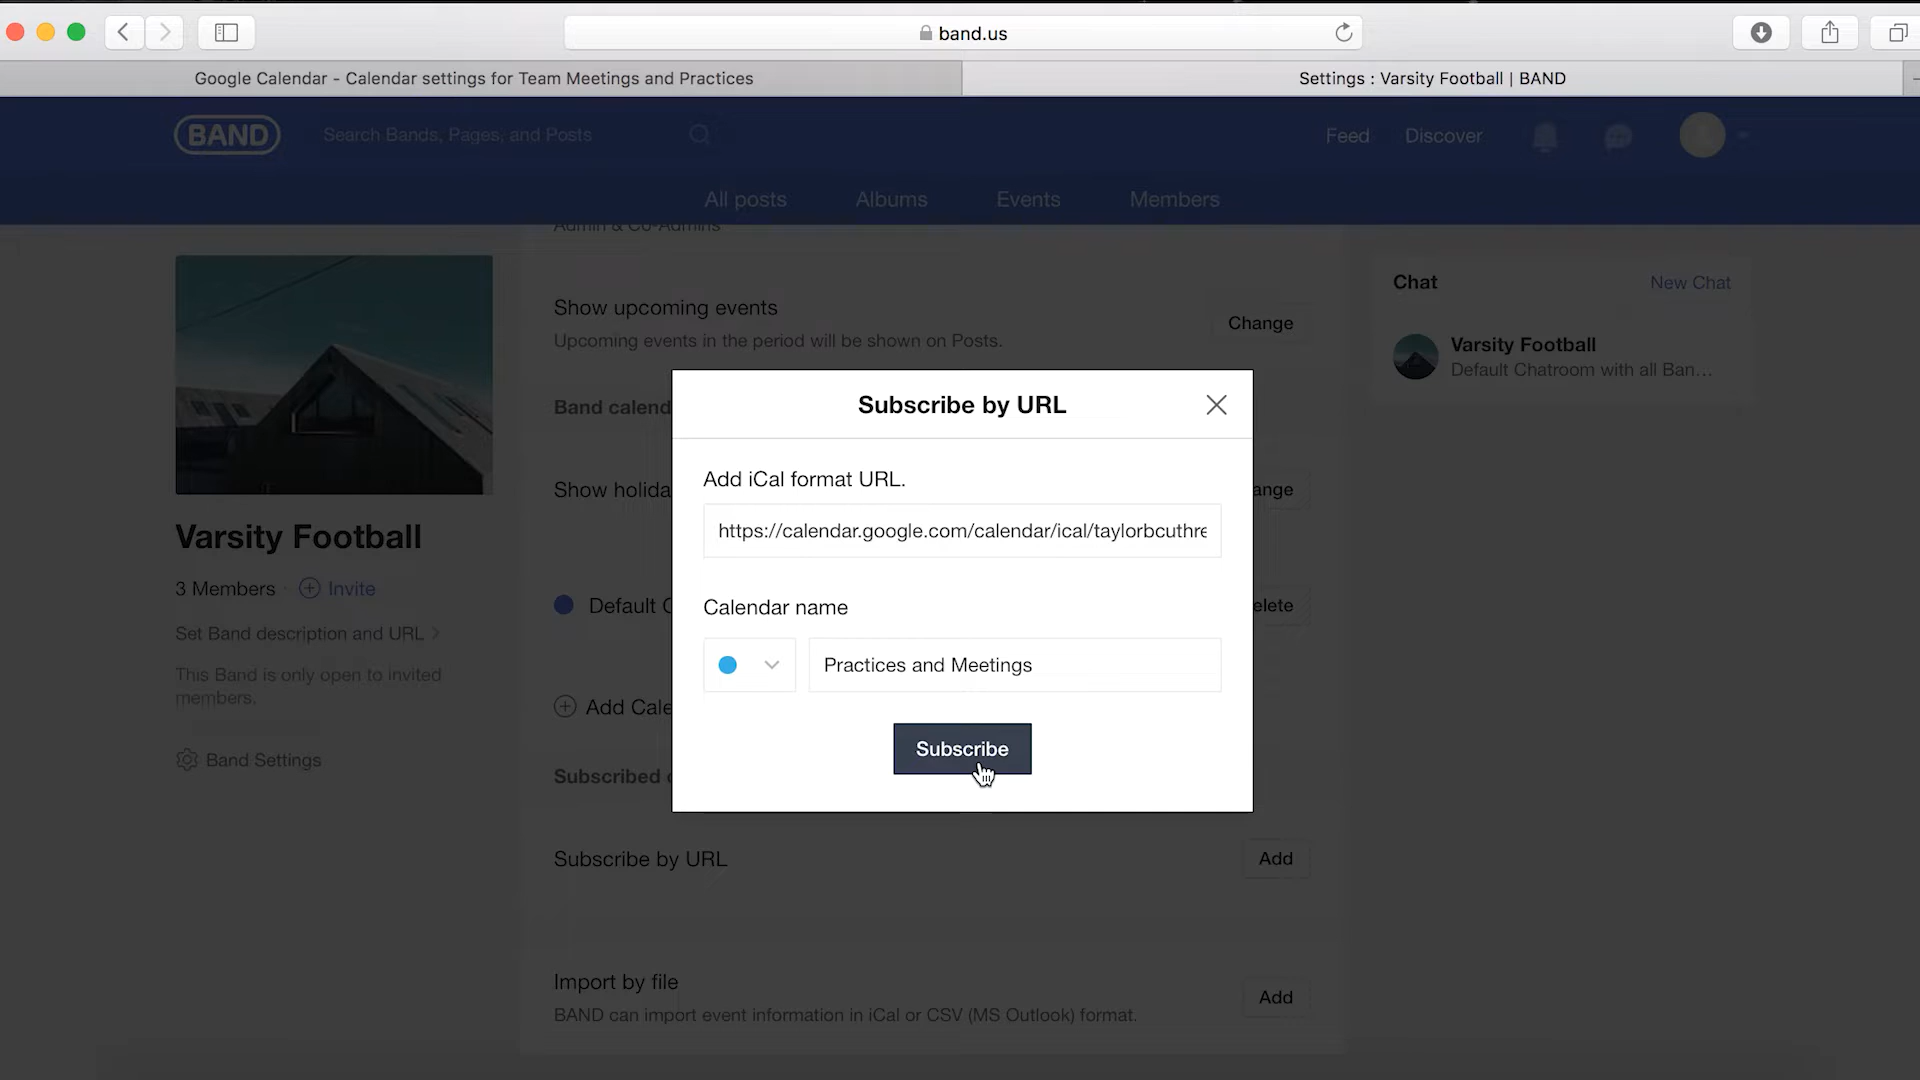 band.us
Google Calendar - Calendar settings for Team Meetings and Practices
Settings : Varsity Football | BAND
BAND
Search Bands, Pages, and Posts
Feed
Discover
All posts
Albums
Events
Members
Admin & Co-Admins
Varsity Football
3 Members
Invite
Set Band description and URL
This Band is only open to invited
members.
Band Settings
Show upcoming events
Upcoming events in the period will be shown on Posts.
Change
Band calend
Show holida
ange
Default C
elete
Add Cale
Subscribed c
Subscribe by URL
Add
Import by file
BAND can import event information in iCal or CSV (MS Outlook) format.
Add
Subscribe by URL
Add iCal format URL.
https://calendar.google.com/calendar/ical/taylorbcuthre
Calendar name
Practices and Meetings
Subscribe
Chat
New Chat
Varsity Football
Default Chatroom with all Ban...